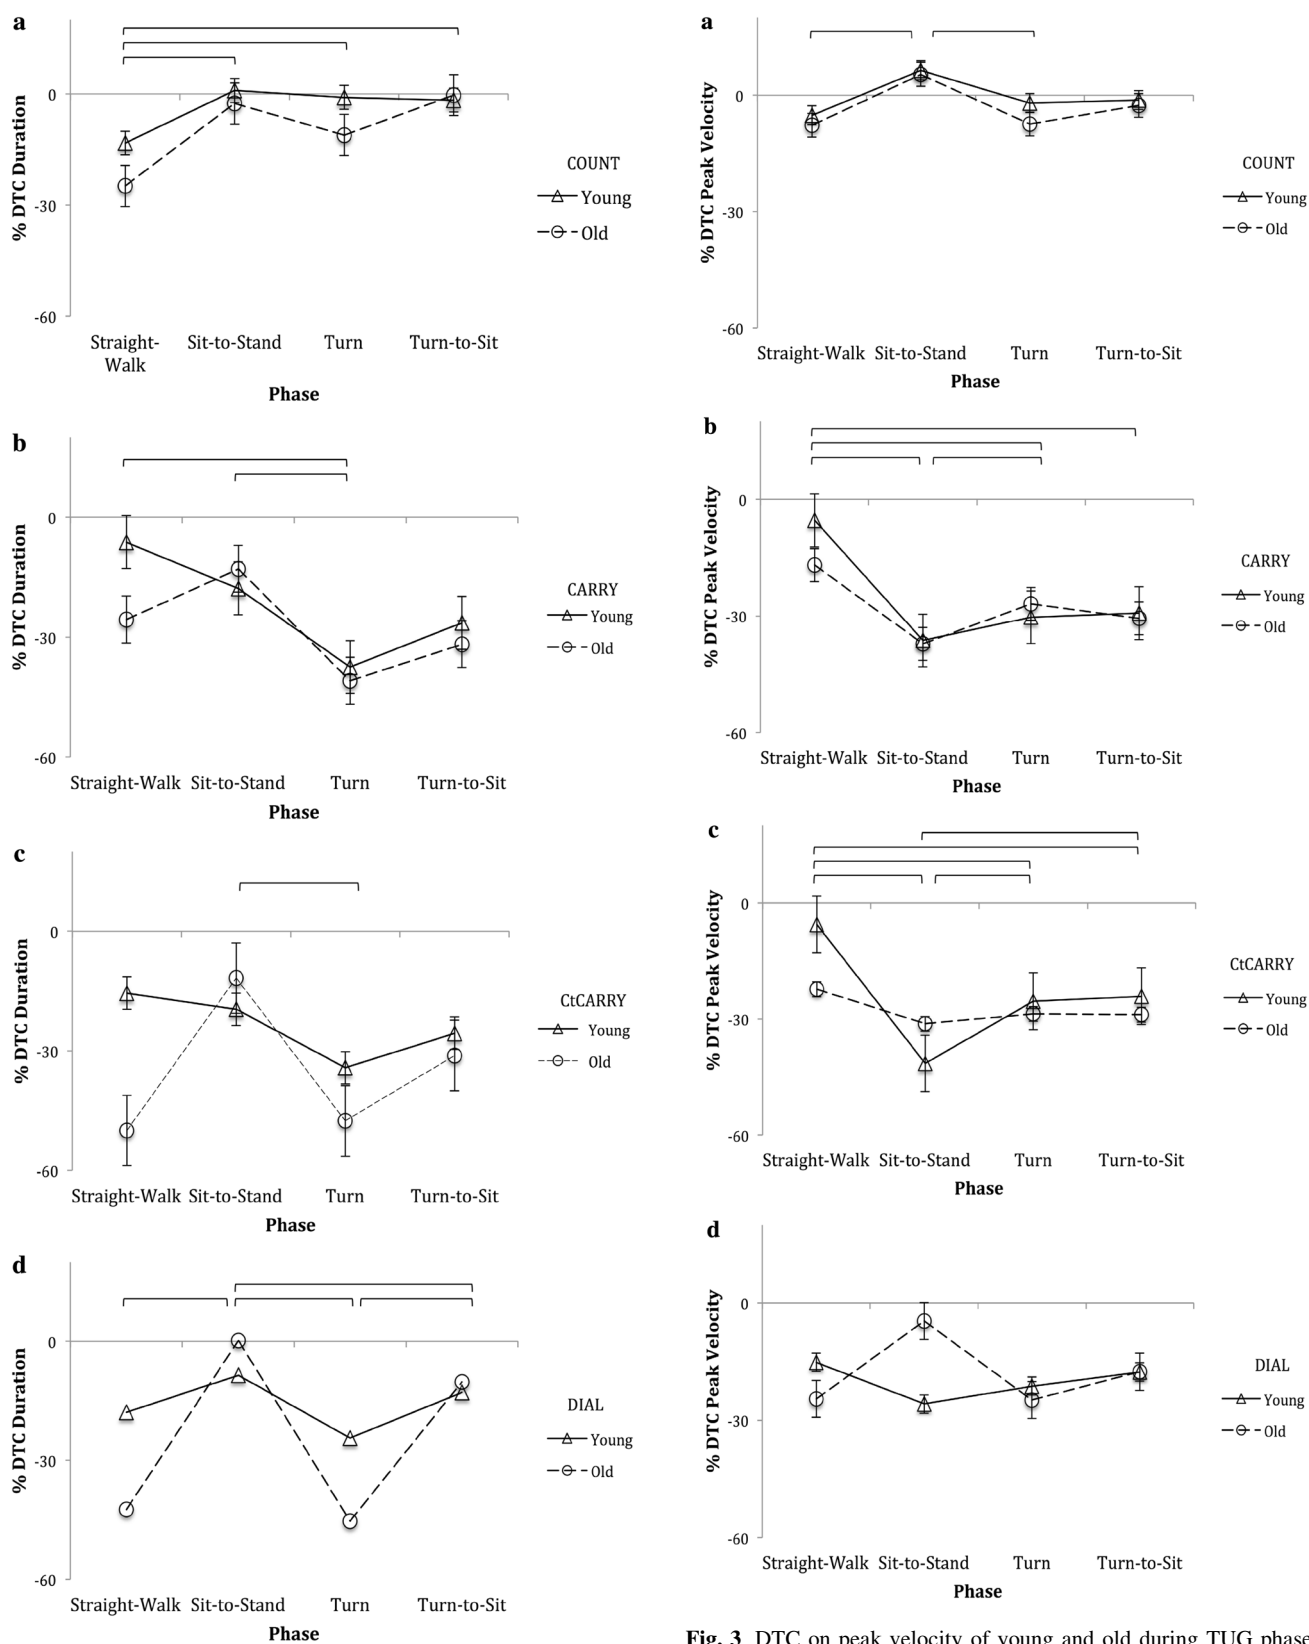 a
% DTC Duration
0
-30
-60
COUNT
Young
Old
Straight-
Walk
Sit-to-Stand
Turn
Turn-to-Sit
Phase
b
% DTC Duration
0
-30
-60
CARRY
Young
Old
Straight-Walk Sit-to-Stand Turn Turn-to-Sit
Phase
c
% DTC Duration
0
-30
-60
CtCARRY
Young
Old
Straight-Walk Sit-to-Stand Turn Turn-to-Sit
Phase
d
% DTC Duration
0
-30
-60
DIAL
Young
Old
Straight-Walk Sit-to-Stand Turn Turn-to-Sit
Phase
a
% DTC Peak Velocity
0
-30
-60
COUNT
Young
Old
Straight-Walk Sit-to-Stand Turn Turn-to-Sit
Phase
b
% DTC Peak Velocity
0
-30
-60
CARRY
Young
Old
Straight-Walk Sit-to-Stand Turn Turn-to-Sit
Phase
c
% DTC Peak Velocity
0
-30
-60
CtCARRY
Young
Old
Straight-Walk Sit-to-Stand Turn Turn-to-Sit
Phase
d
% DTC Peak Velocity
0
-30
-60
DIAL
Young
Old
Straight-Walk Sit-to-Stand Turn Turn-to-Sit
Phase
Fig. 3 DTC on peak velocity of young and old during TUG phase